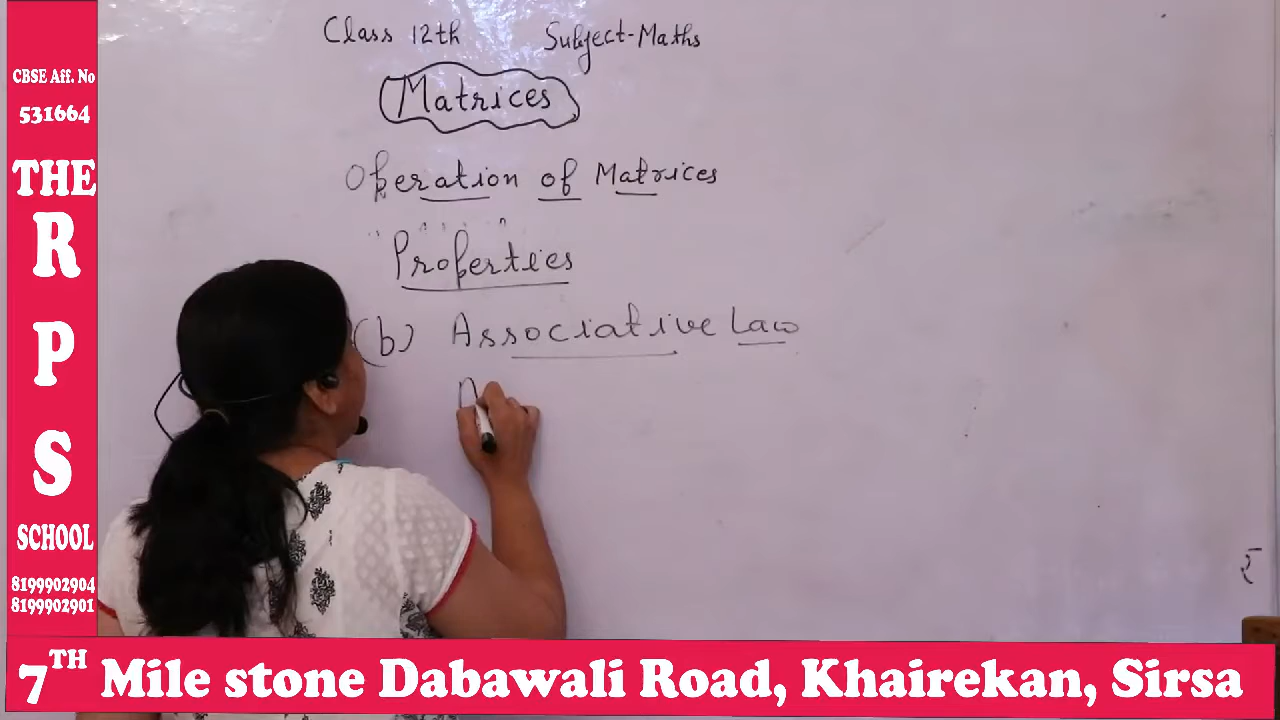 CBSE Aff. No
531664
THE
R
P
S
SCHOOL
8199902904
8199902901
Class 12th Subject-Maths
Matrices
Operation of Matrices
Properties
(b) Associative Law
7TH Mile stone Dabawali Road, Khairekan, Sirsa